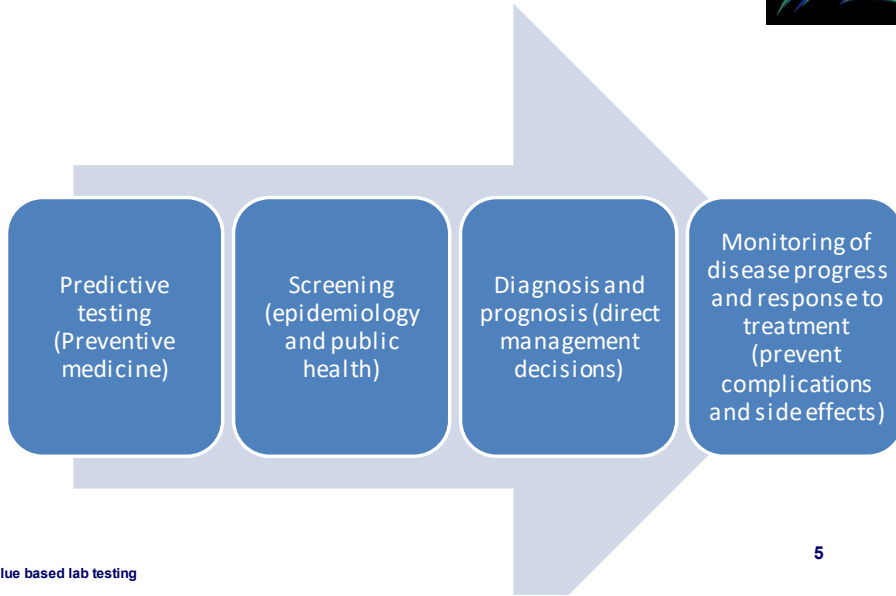 Predictive
testing
(Preventive
medicine)
Screening
(epidemiology
and public
health)
Diagnosis and
prognosis (direct
management
decisions)
Monitoring of
disease progress
and response to
treatment
(prevent
complications
and side effects)
5
lue based lab testing